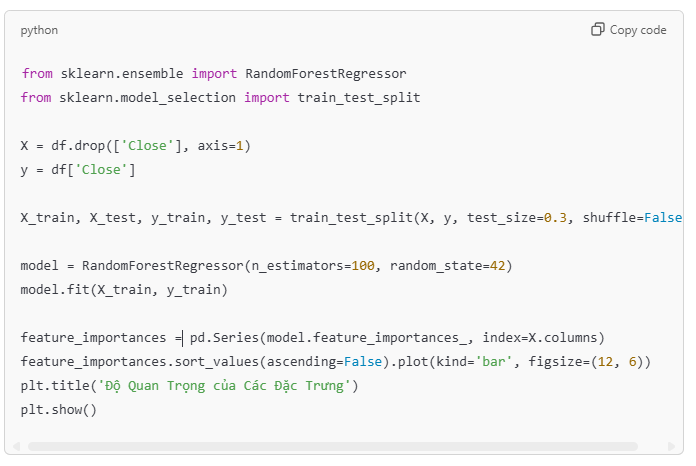 python
Copy code
from sklearn.ensemble import RandomForestRegressor
from sklearn.model_selection import train_test_split
X = df.drop(['Close'], axis=1)
y = df['Close']
X_train, X_test, y_train, y_test = train_test_split(X, y, test_size=0.3, shuffle=False
model = RandomForestRegressor(n_estimators=100, random_state=42)
model.fit(X_train, y_train)
feature_importances = pd.Series(model.feature_importances_, index=X.columns)
feature_importances.sort_values(ascending=False).plot(kind='bar', figsize=(12, 6))
plt.title('Độ Quan Trọng của Các Đặc Trưng')
plt.show()